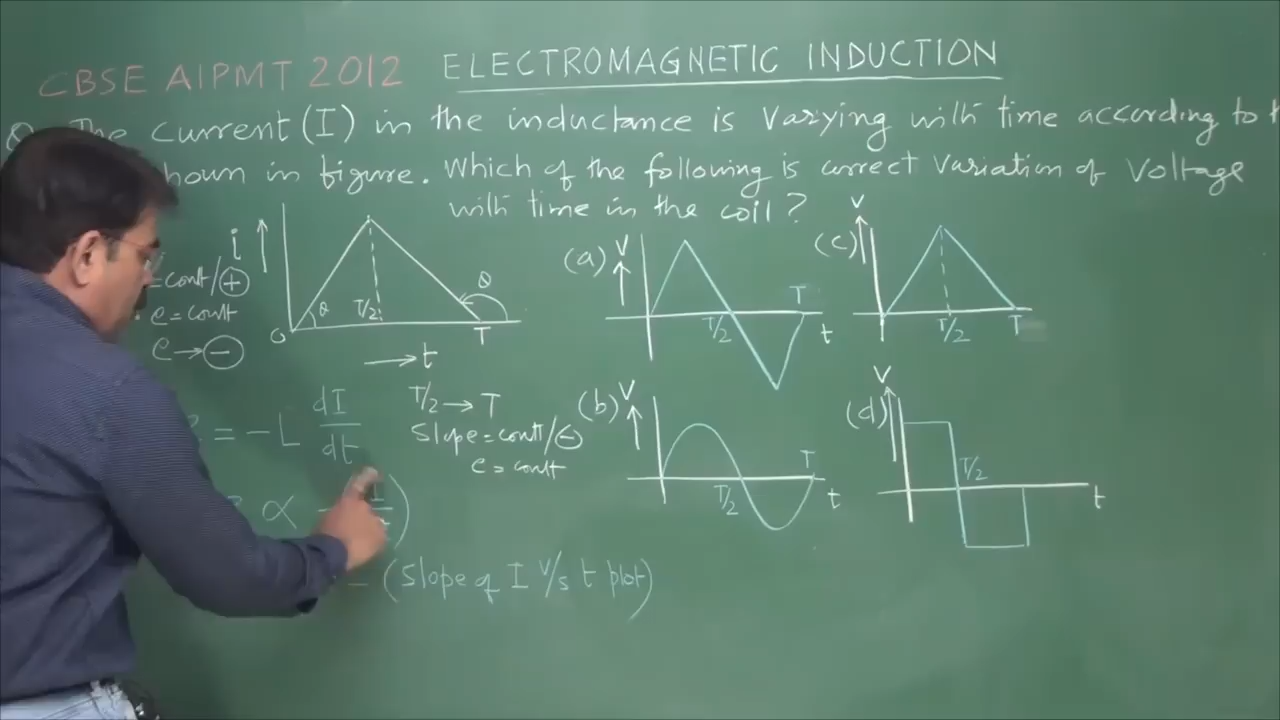 CBSE AIPMT 2012 ELECTROMAGNETIC INDUCTION
The current (I) in the inductance is varying with time according to
shown in figure. Which of the following is correct variation of voltage
with time in the coil?
i
θ
T/2
θ
O
T
t
= const/⊕
e = const
e → ⊖
T/2 → T
Slope = const/⊖
e = const
= -L dI/dt
∝
- (Slope of I v/s t plot)
(a) V
T/2
T
t
(b) V
T/2
T
t
(c) V
T/2
T
t
(d) V
T/2
t